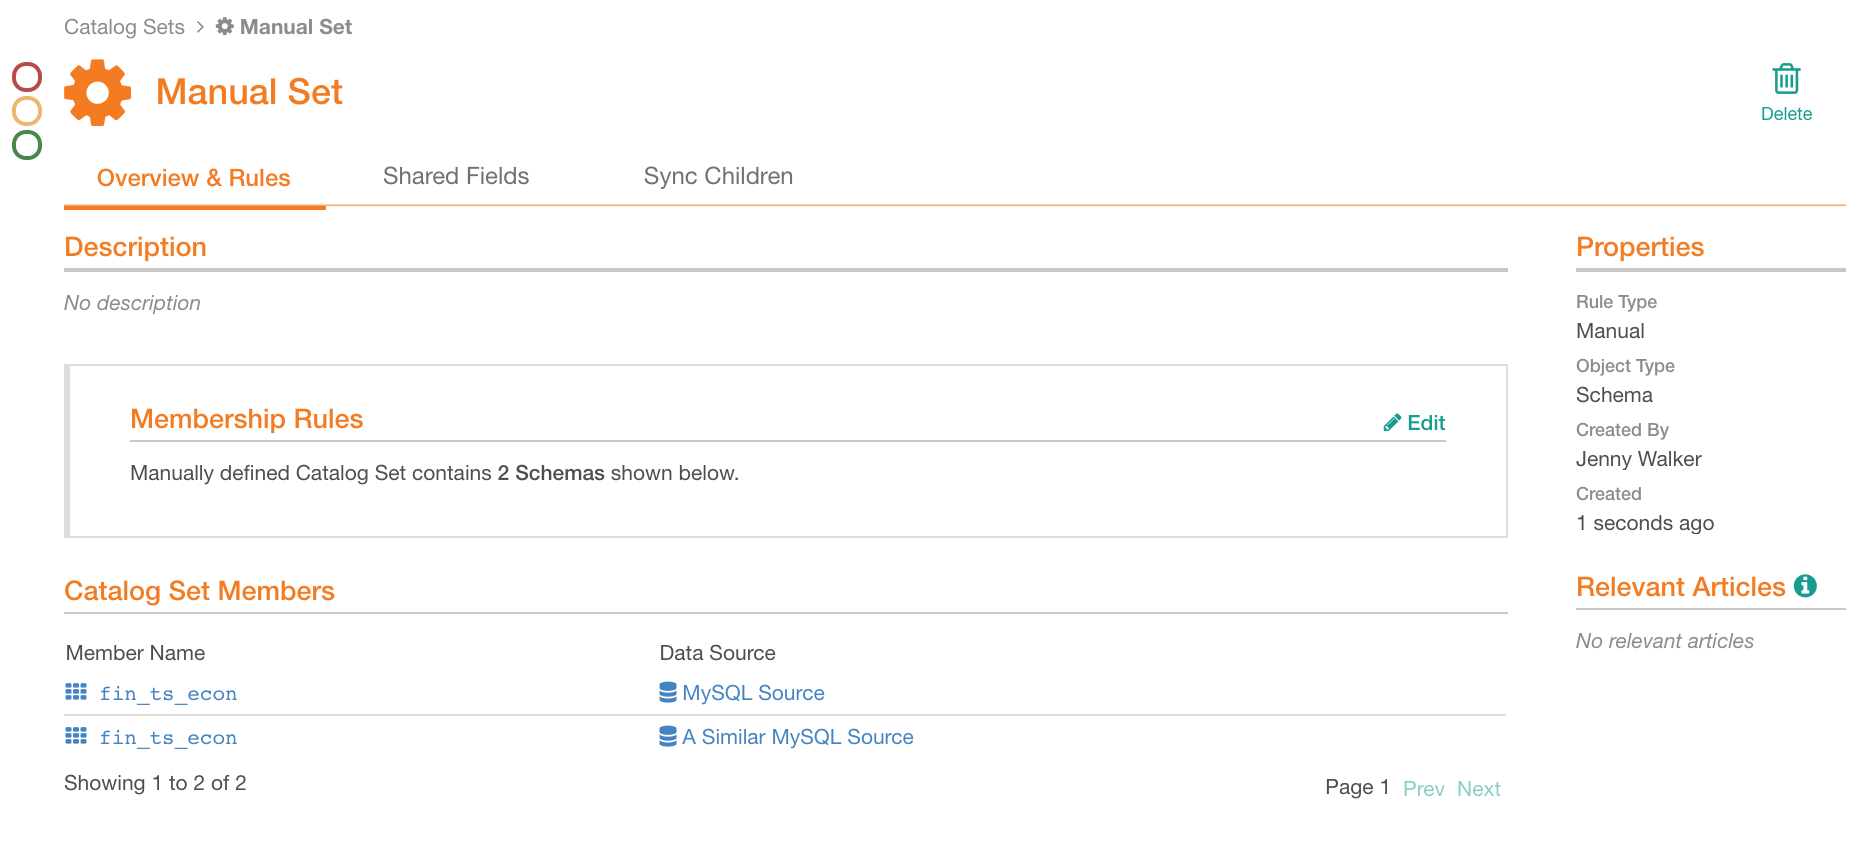 Catalog Sets > Manual Set
Manual Set
Delete
Overview & Rules
Shared Fields
Sync Children
Description
No description
Membership Rules
Edit
Manually defined Catalog Set contains 2 Schemas shown below.
Catalog Set Members
Member Name Data Source
fin_ts_econ MySQL Source
fin_ts_econ A Similar MySQL Source
Showing 1 to 2 of 2
Page 1 Prev Next
Properties
Rule Type
Manual
Object Type
Schema
Created By
Jenny Walker
Created
1 seconds ago
Relevant Articles
No relevant articles